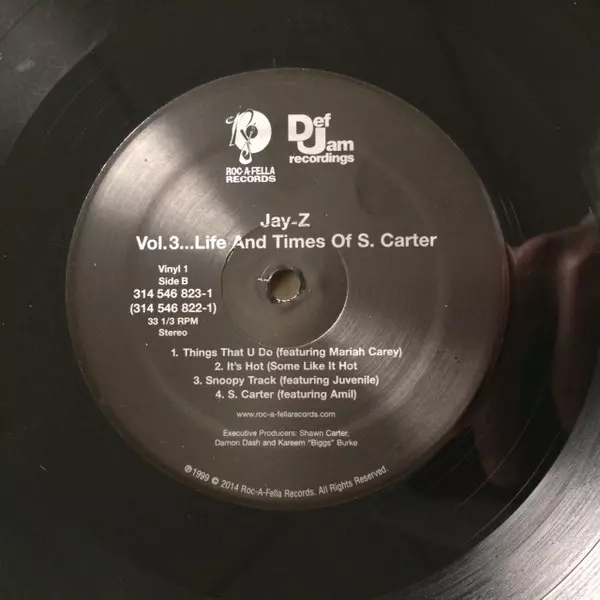 ROC-A-FELLA
RECORDS
Def
Jam
recordings
Jay-Z
Vol.3...Life And Times Of S. Carter
Vinyl 1
Side B
314 546 823-1
(314 546 822-1)
33 1/3 RPM
Stereo
1. Things That U Do (featuring Mariah Carey)
2. It's Hot (Some Like It Hot
3. Snoopy Track (featuring Juvenile)
4. S. Carter (featuring Amil)
www.roc-a-fellarecords.com
Executive Producers: Shawn Carter,
Damon Dash and Kareem "Biggs" Burke
℗1999 © 2014 Roc-A-Fella Records. All Rights Reserved.